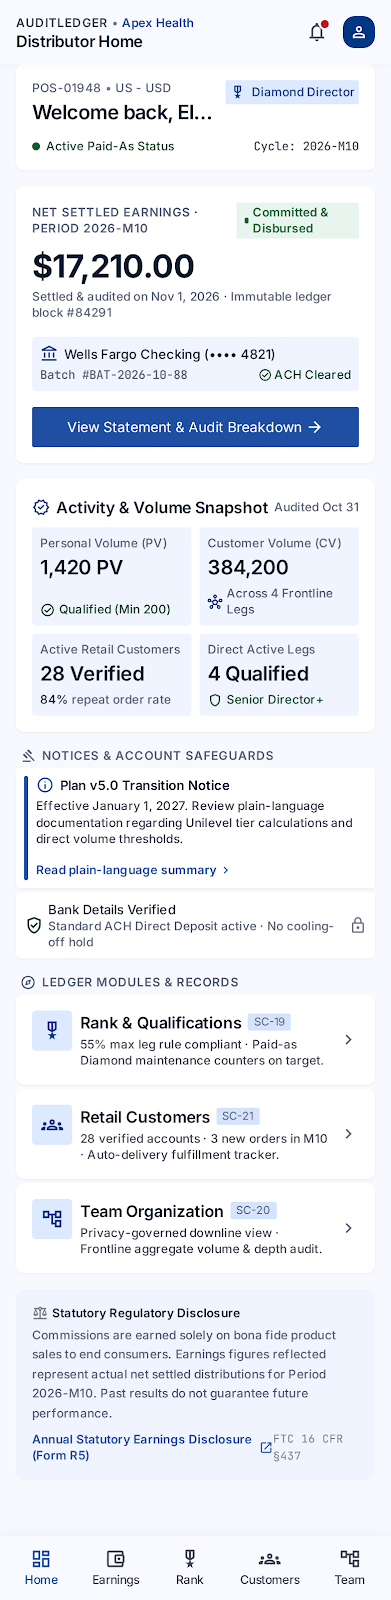 AUDITLEDGER • Apex Health
Distributor Home
POS-01948 • US - USD
Diamond Director
Welcome back, El...
Active Paid-As Status
Cycle: 2026-M10
NET SETTLED EARNINGS ·
PERIOD 2026-M10
Committed &
Disbursed
$17,210.00
Settled & audited on Nov 1, 2026 · Immutable ledger
block #84291
Wells Fargo Checking (•••• 4821)
Batch #BAT-2026-10-88
ACH Cleared
View Statement & Audit Breakdown →
Activity & Volume Snapshot
Audited Oct 31
Personal Volume (PV)
1,420 PV
Qualified (Min 200)
Customer Volume (CV)
384,200
Across 4 Frontline
Legs
Active Retail Customers
28 Verified
84% repeat order rate
Direct Active Legs
4 Qualified
Senior Director+
NOTICES & ACCOUNT SAFEGUARDS
Plan v5.0 Transition Notice
Effective January 1, 2027. Review plain-language
documentation regarding Unilevel tier calculations and
direct volume thresholds.
Read plain-language summary >
Bank Details Verified
Standard ACH Direct Deposit active · No cooling-
off hold
LEDGER MODULES & RECORDS
Rank & Qualifications SC-19
55% max leg rule compliant · Paid-as
Diamond maintenance counters on target.
Retail Customers SC-21
28 verified accounts · 3 new orders in M10
· Auto-delivery fulfillment tracker.
Team Organization SC-20
Privacy-governed downline view ·
Frontline aggregate volume & depth audit.
Statutory Regulatory Disclosure
Commissions are earned solely on bona fide product
sales to end consumers. Earnings figures reflected
represent actual net settled distributions for Period
2026-M10. Past results do not guarantee future
performance.
Annual Statutory Earnings Disclosure
(Form R5)
FTC 16 CFR
§437
Home
Earnings
Rank
Customers
Team